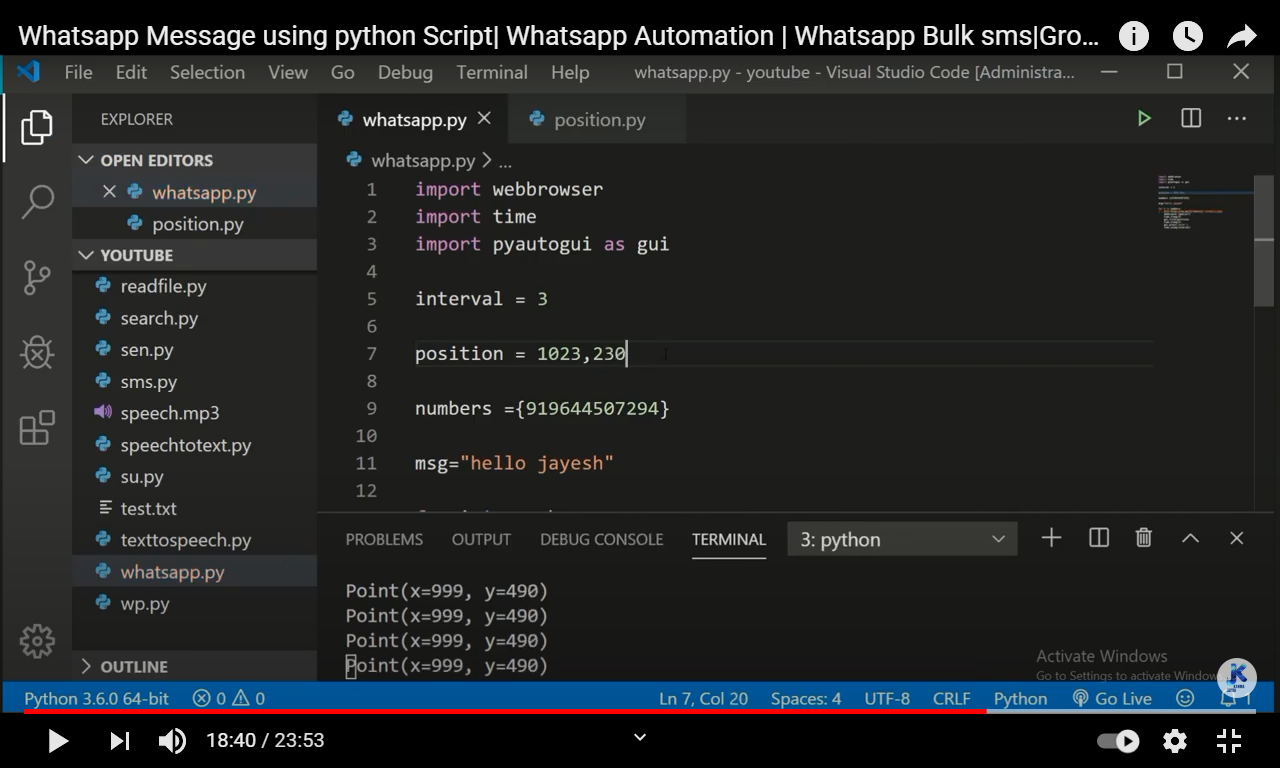 Whatsapp Message using python Script| Whatsapp Automation | Whatsapp Bulk sms|Gro...
File Edit Selection View Go Debug Terminal Help whatsapp.py - youtube - Visual Studio Code [Administra...
EXPLORER
OPEN EDITORS
whatsapp.py
position.py
YOUTUBE
readfile.py
search.py
sen.py
sms.py
speech.mp3
speechtotext.py
su.py
test.txt
texttospeech.py
whatsapp.py
wp.py
OUTLINE
whatsapp.py position.py
whatsapp.py > ...
1 import webbrowser
2 import time
3 import pyautogui as gui
4
5 interval = 3
6
7 position = 1023,230
8
9 numbers ={919644507294}
10
11 msg="hello jayesh"
12
PROBLEMS OUTPUT DEBUG CONSOLE TERMINAL 3: python
Point(x=999, y=490)
Point(x=999, y=490)
Point(x=999, y=490)
Point(x=999, y=490)
Activate Windows
Go to Settings to activate Window
Python 3.6.0 64-bit 0 0 Ln 7, Col 20 Spaces: 4 UTF-8 CRLF Python Go Live 1
18:40 / 23:53